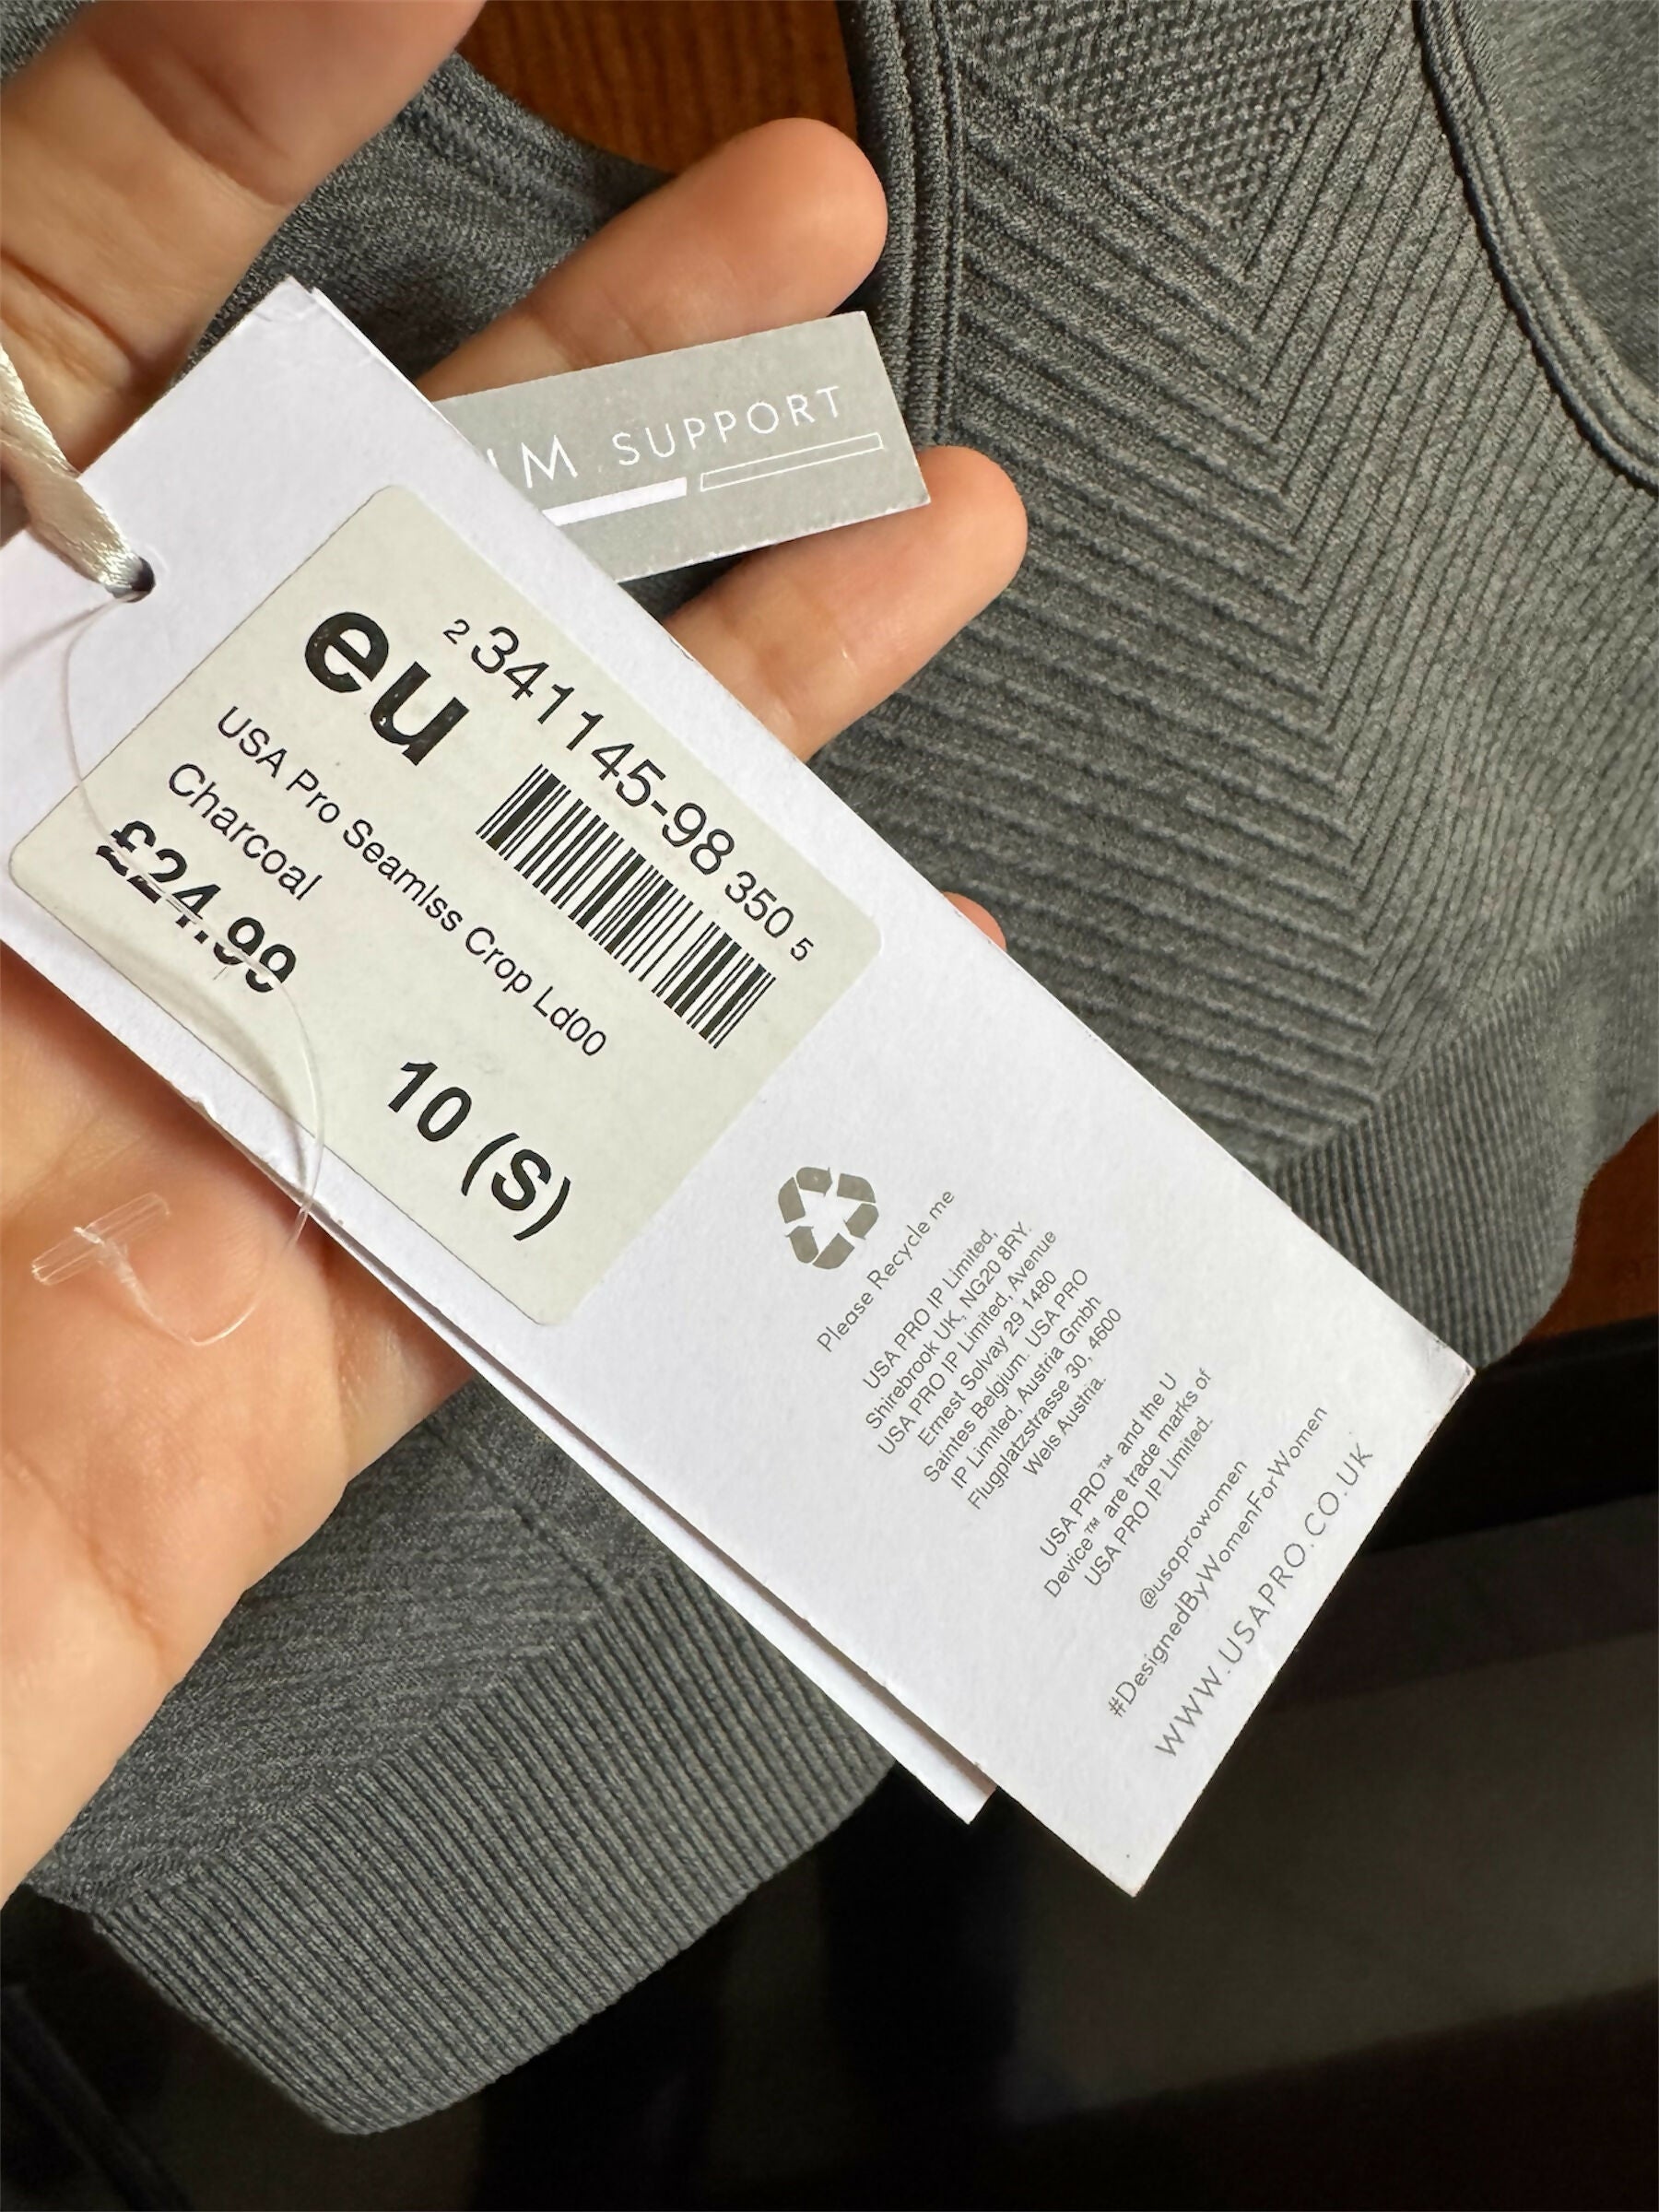 SUPPORT
eu
2 341145-98 350 5
USA Pro Seamlss Crop Ld00
Charcoal
£24.99
10 (S)
Please Recycle me
USA PRO IP Limited,
Shirebrook UK, NG20 8RY.
USA PRO IP Limited, Avenue
Ernest Solvay 29 1480
Saintes Belgium. USA PRO
IP Limited, Austria Gmbh
Flugplatzstrasse 30, 4600
Wels Austria.
USA PRO™ and the U
Device™ are trade marks of
USA PRO IP Limited.
@usaprowomen
#DesignedByWomenForWomen
WWW.USAPRO.CO.UK